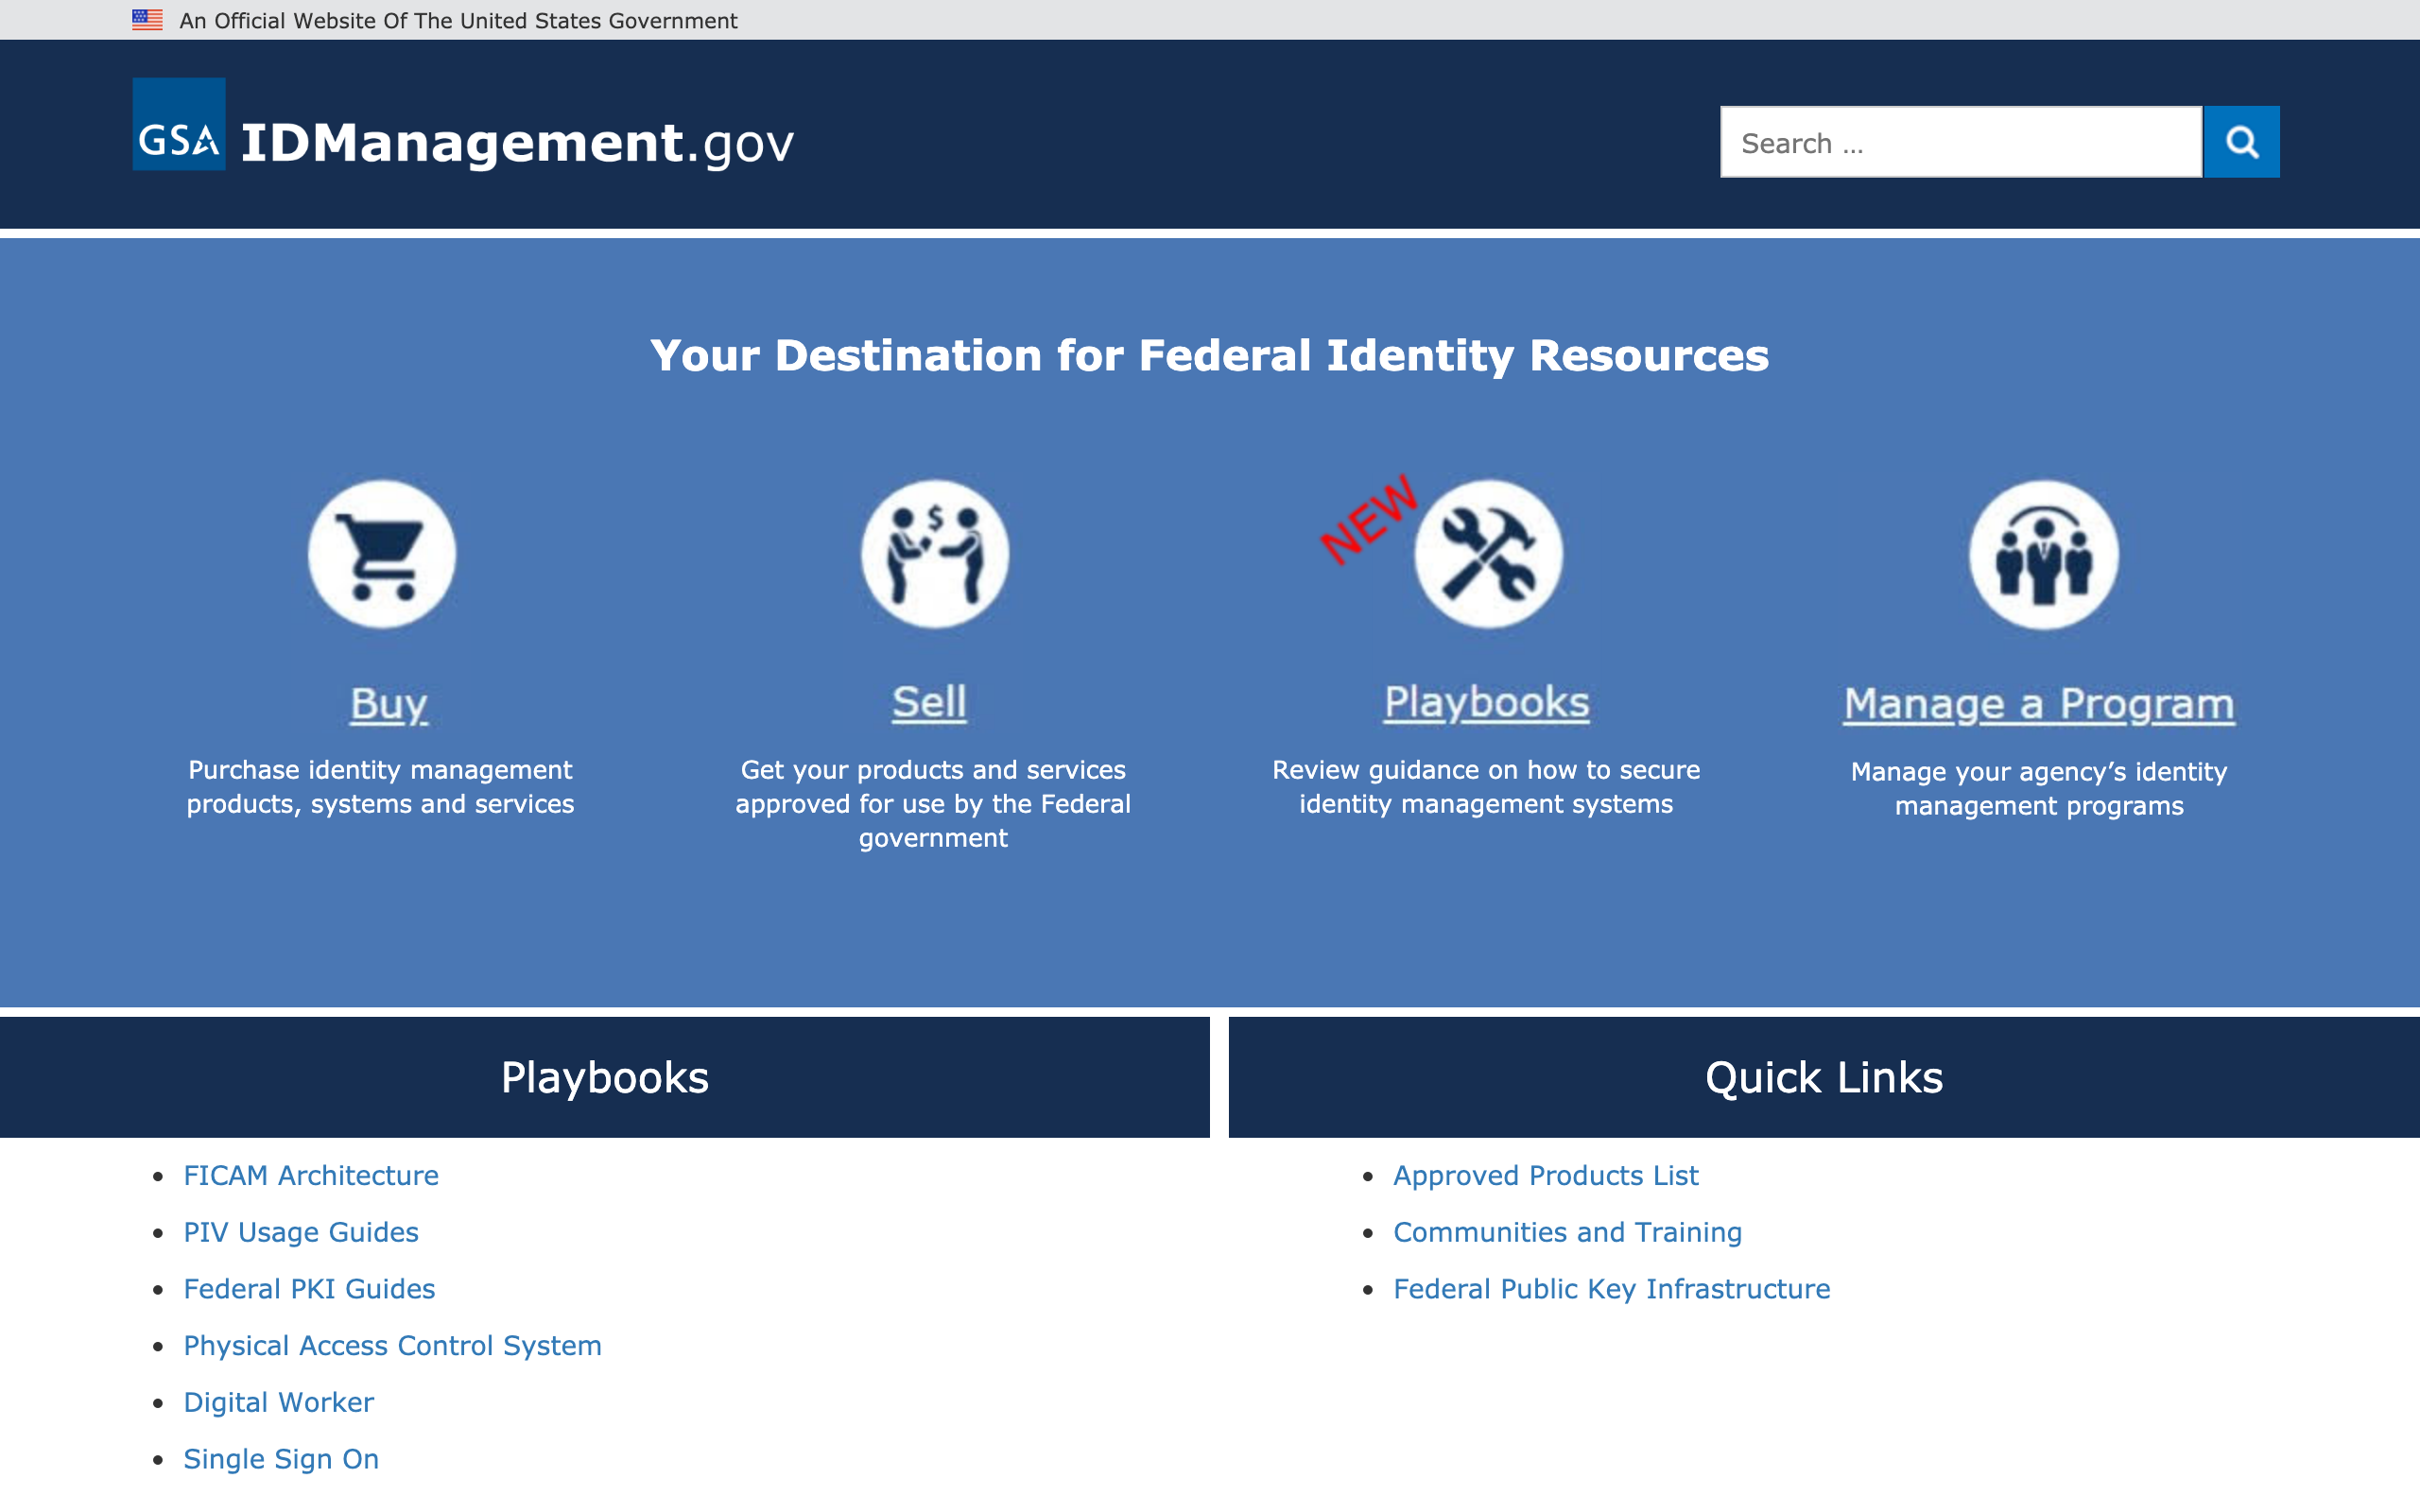 An Official Website Of The United States Government
GSA IDManagement.gov
Search ...
Your Destination for Federal Identity Resources
$
NEW
Buy
Purchase identity management
products, systems and services
Sell
Get your products and services
approved for use by the Federal
government
Playbooks
Review guidance on how to secure
identity management systems
Manage a Program
Manage your agency’s identity
management programs
Playbooks
FICAM Architecture
PIV Usage Guides
Federal PKI Guides
Physical Access Control System
Digital Worker
Single Sign On
Quick Links
Approved Products List
Communities and Training
Federal Public Key Infrastructure